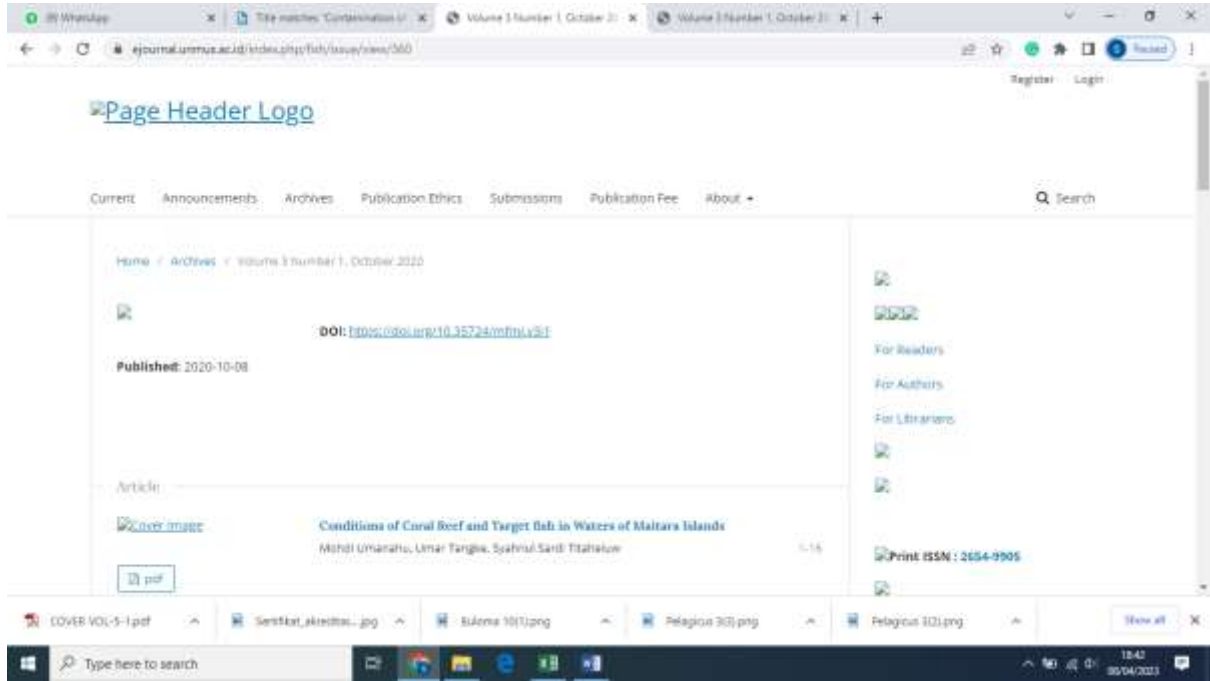 WhatsApp
Title matches "Contamination
Volume 3 Number 1, October
Volume 3 Number 1, October
ejournal.unmus.ac.id/index.php/fish/issue/view/360
Paused
Register Login
Page Header Logo
Current Announcements Archives Publication Ethics Submissions Publication Fee About Search
Home / Archives / Volume 3 Number 1, October 2020
DOI: https://doi.org/10.35724/mfmj.v3i1
Published: 2020-10-08
For Readers
For Authors
For Librarians
Article
Cover image
Conditions of Coral Reef and Target fish in Waters of Maitara Islands
Mohdi Umanahu, Umar Tangke, Syahnul Sardi Titaheluw
1-16
pdf
Print ISSN : 2654-9905
COVER VOL-5-1.pdf
Sertifikat_akreditas....jpg
Buloma 10(1).png
Pelagicus 3(3).png
Pelagicus 3(2).png
Show all
Type here to search
18:42
06/04/2023